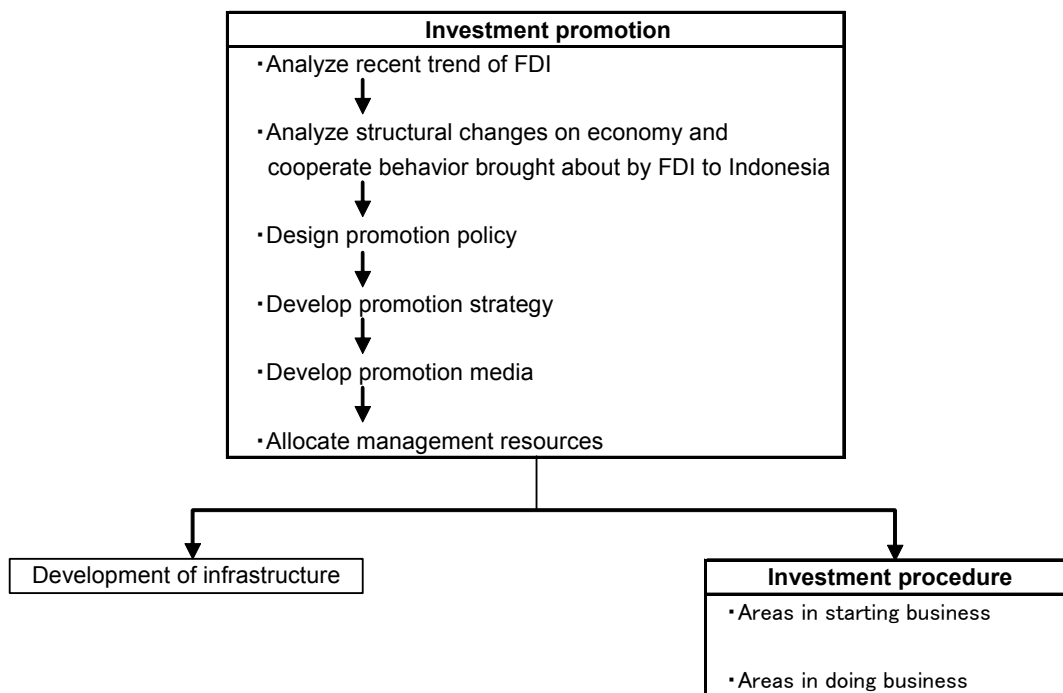 Investment promotion
・Analyze recent trend of FDI
・Analyze structural changes on economy and
cooperate behavior brought about by FDI to Indonesia
・Design promotion policy
・Develop promotion strategy
・Develop promotion media
・Allocate management resources
Development of infrastructure
Investment procedure
・Areas in starting business
・Areas in doing business